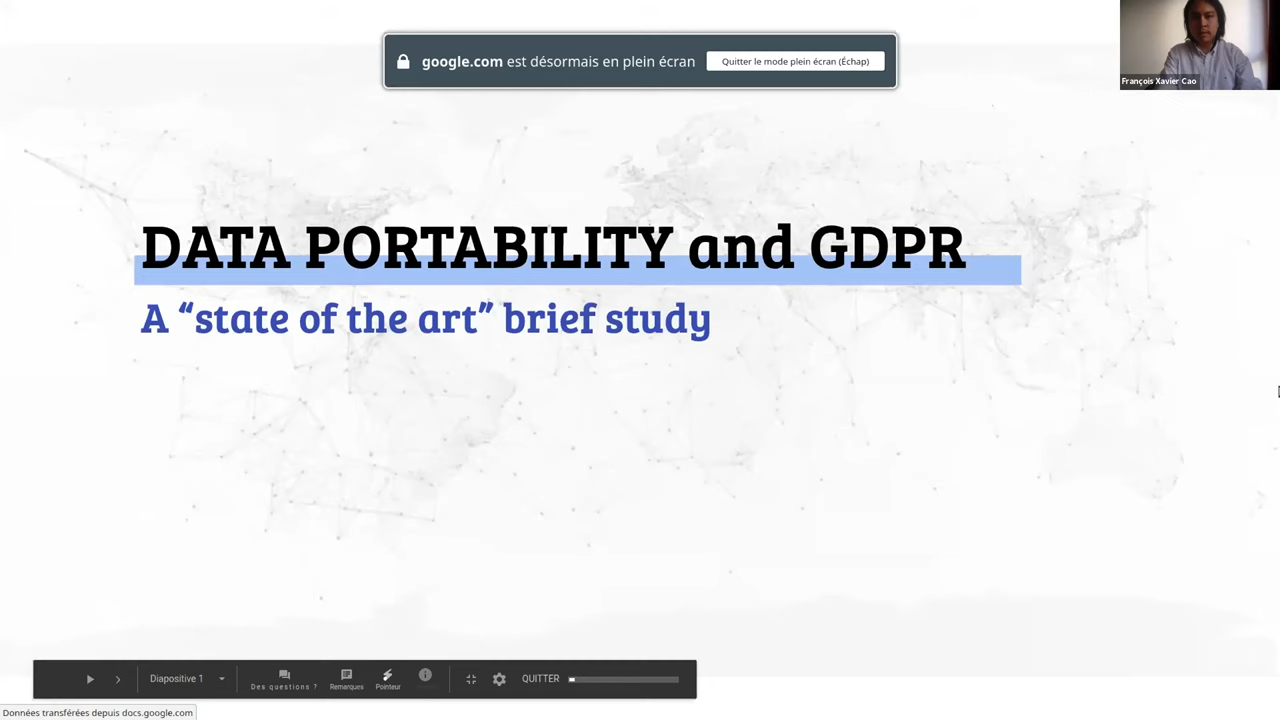 google.com est désormais en plein écran
Quitter le mode plein écran (Échap)
François Xavier Cao
DATA PORTABILITY and GDPR
A “state of the art” brief study
Diapositive 1
Des questions ?
Remarques
Pointeur
QUITTER
Données transférées depuis docs.google.com